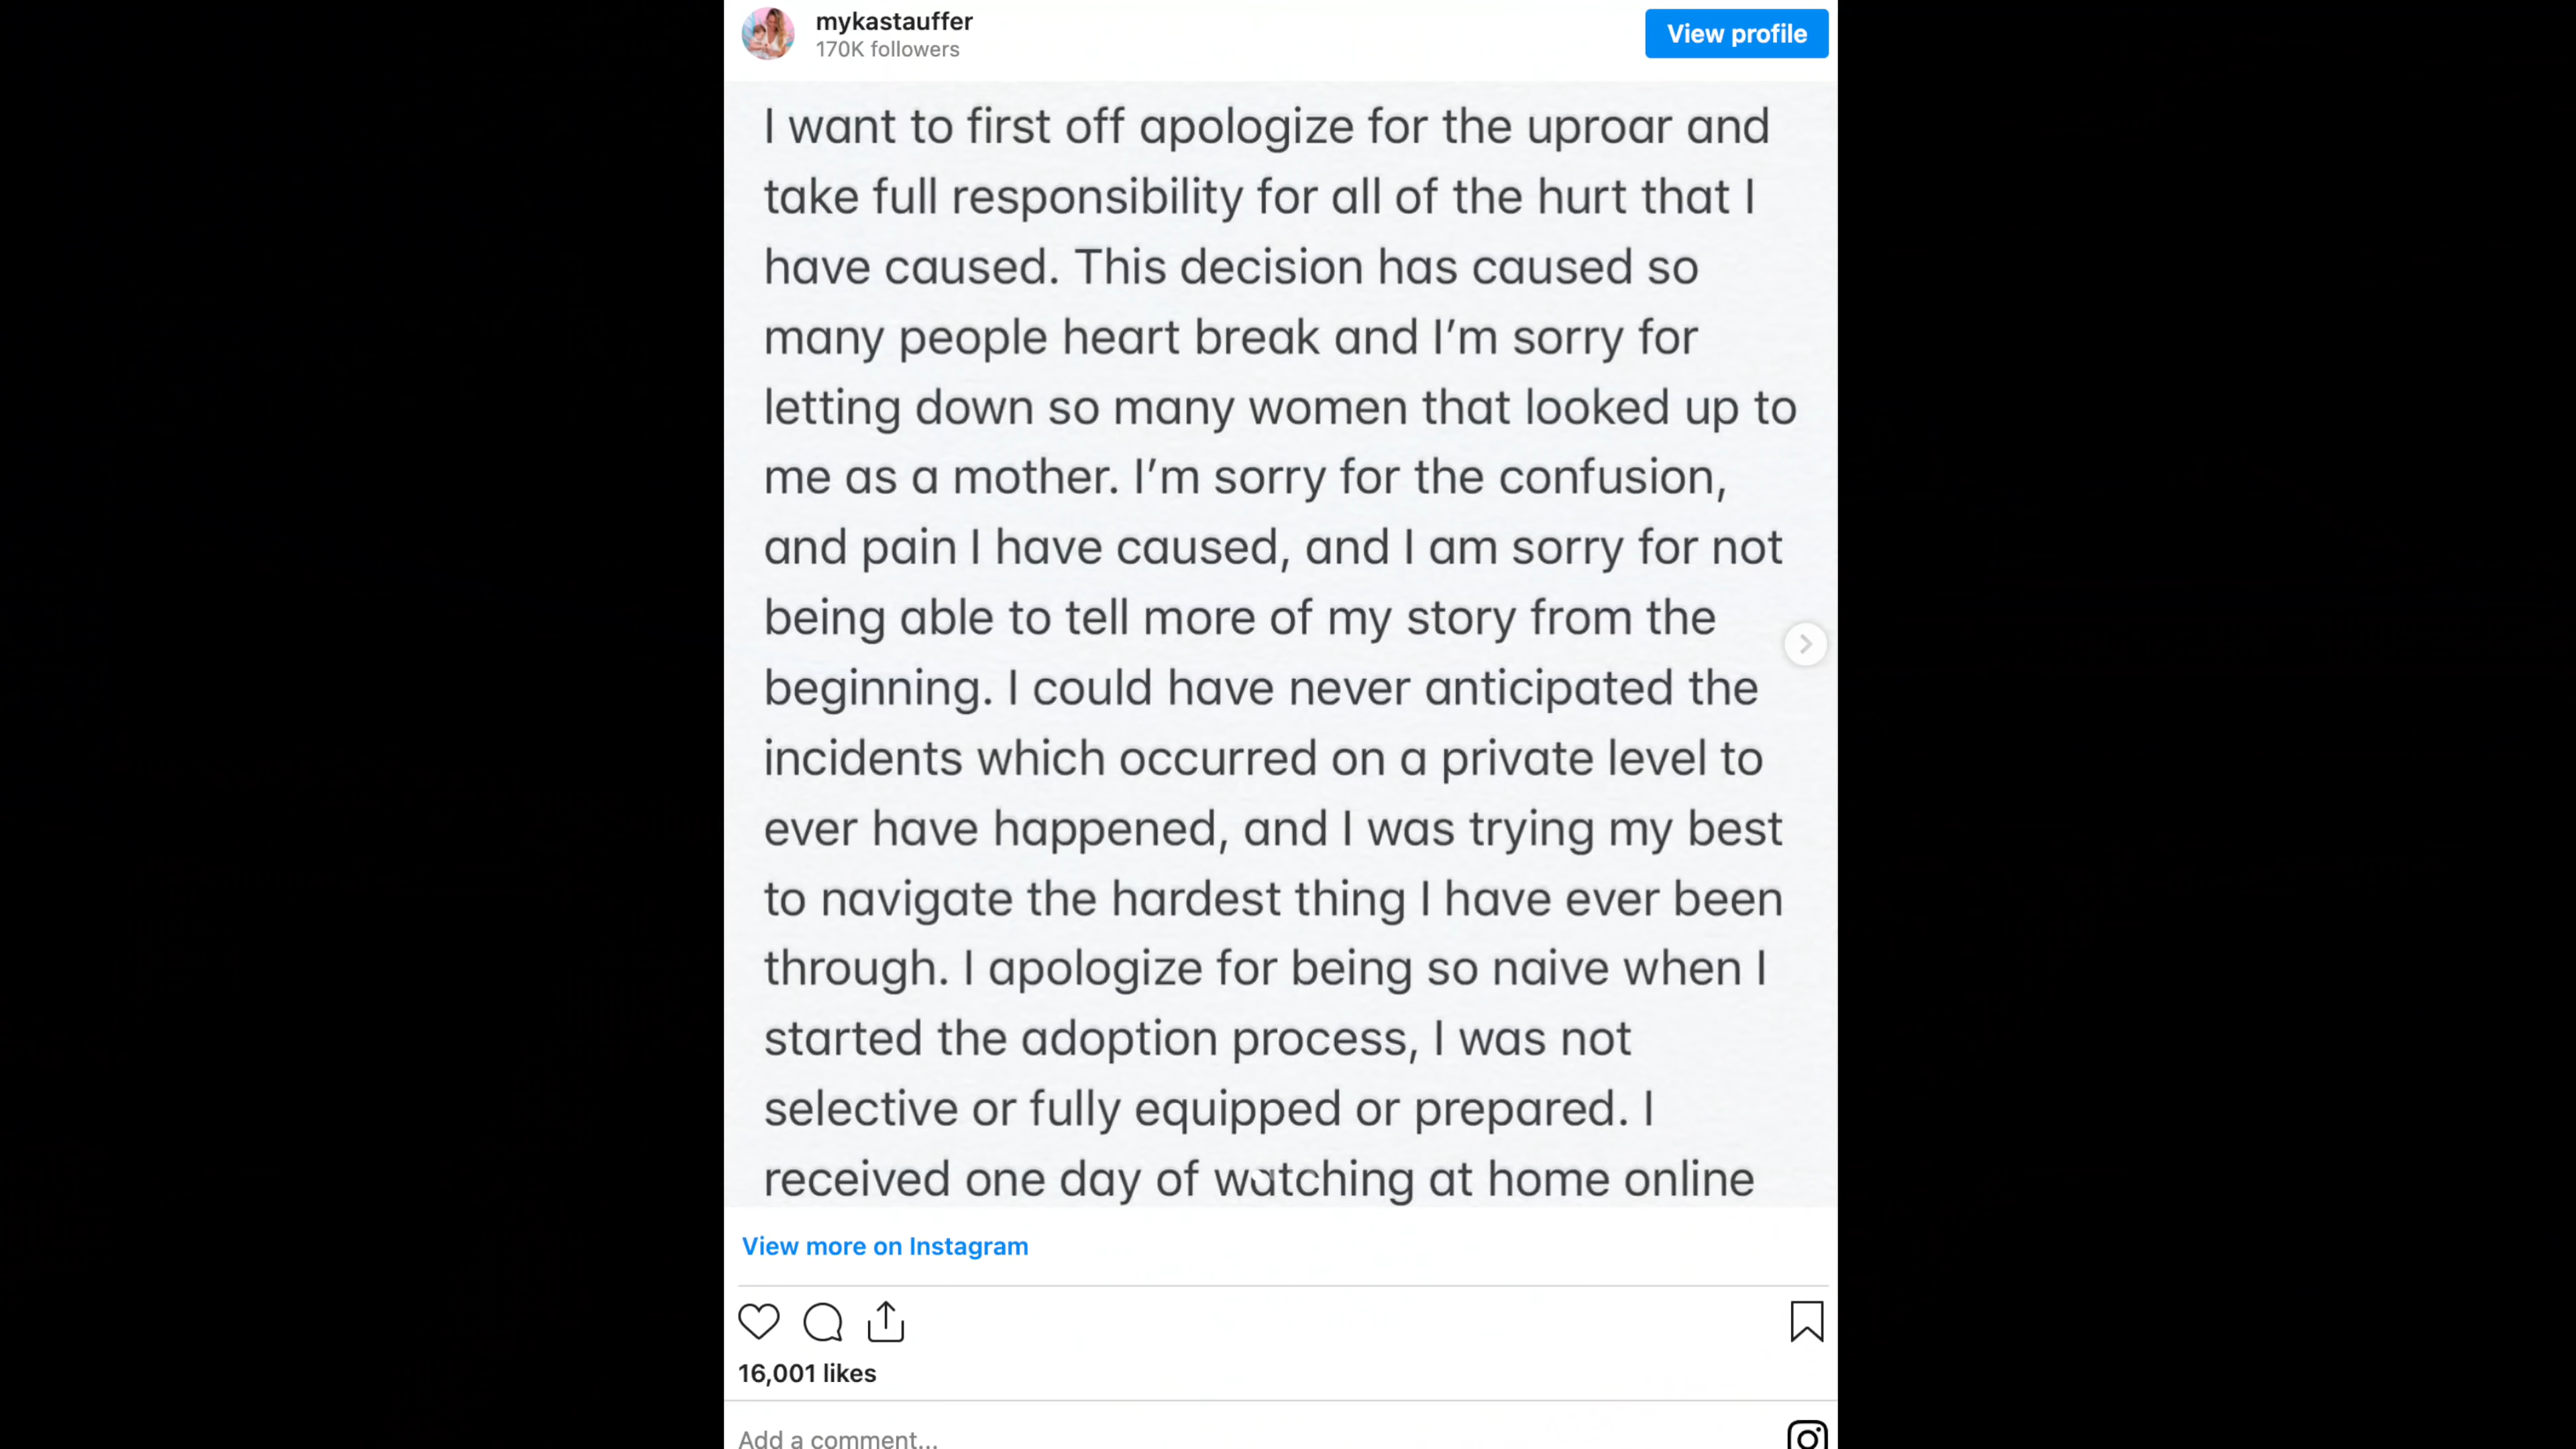 mykastauffer
170K followers
View profile
I want to first off apologize for the uproar and
take full responsibility for all of the hurt that I
have caused. This decision has caused so
many people heart break and I'm sorry for
letting down so many women that looked up to
me as a mother. I'm sorry for the confusion,
and pain I have caused, and I am sorry for not
being able to tell more of my story from the
beginning. I could have never anticipated the
incidents which occurred on a private level to
ever have happened, and I was trying my best
to navigate the hardest thing I have ever been
through. I apologize for being so naive when I
started the adoption process, I was not
selective or fully equipped or prepared. I
received one day of watching at home online
View more on Instagram
16,001 likes
Add a comment...